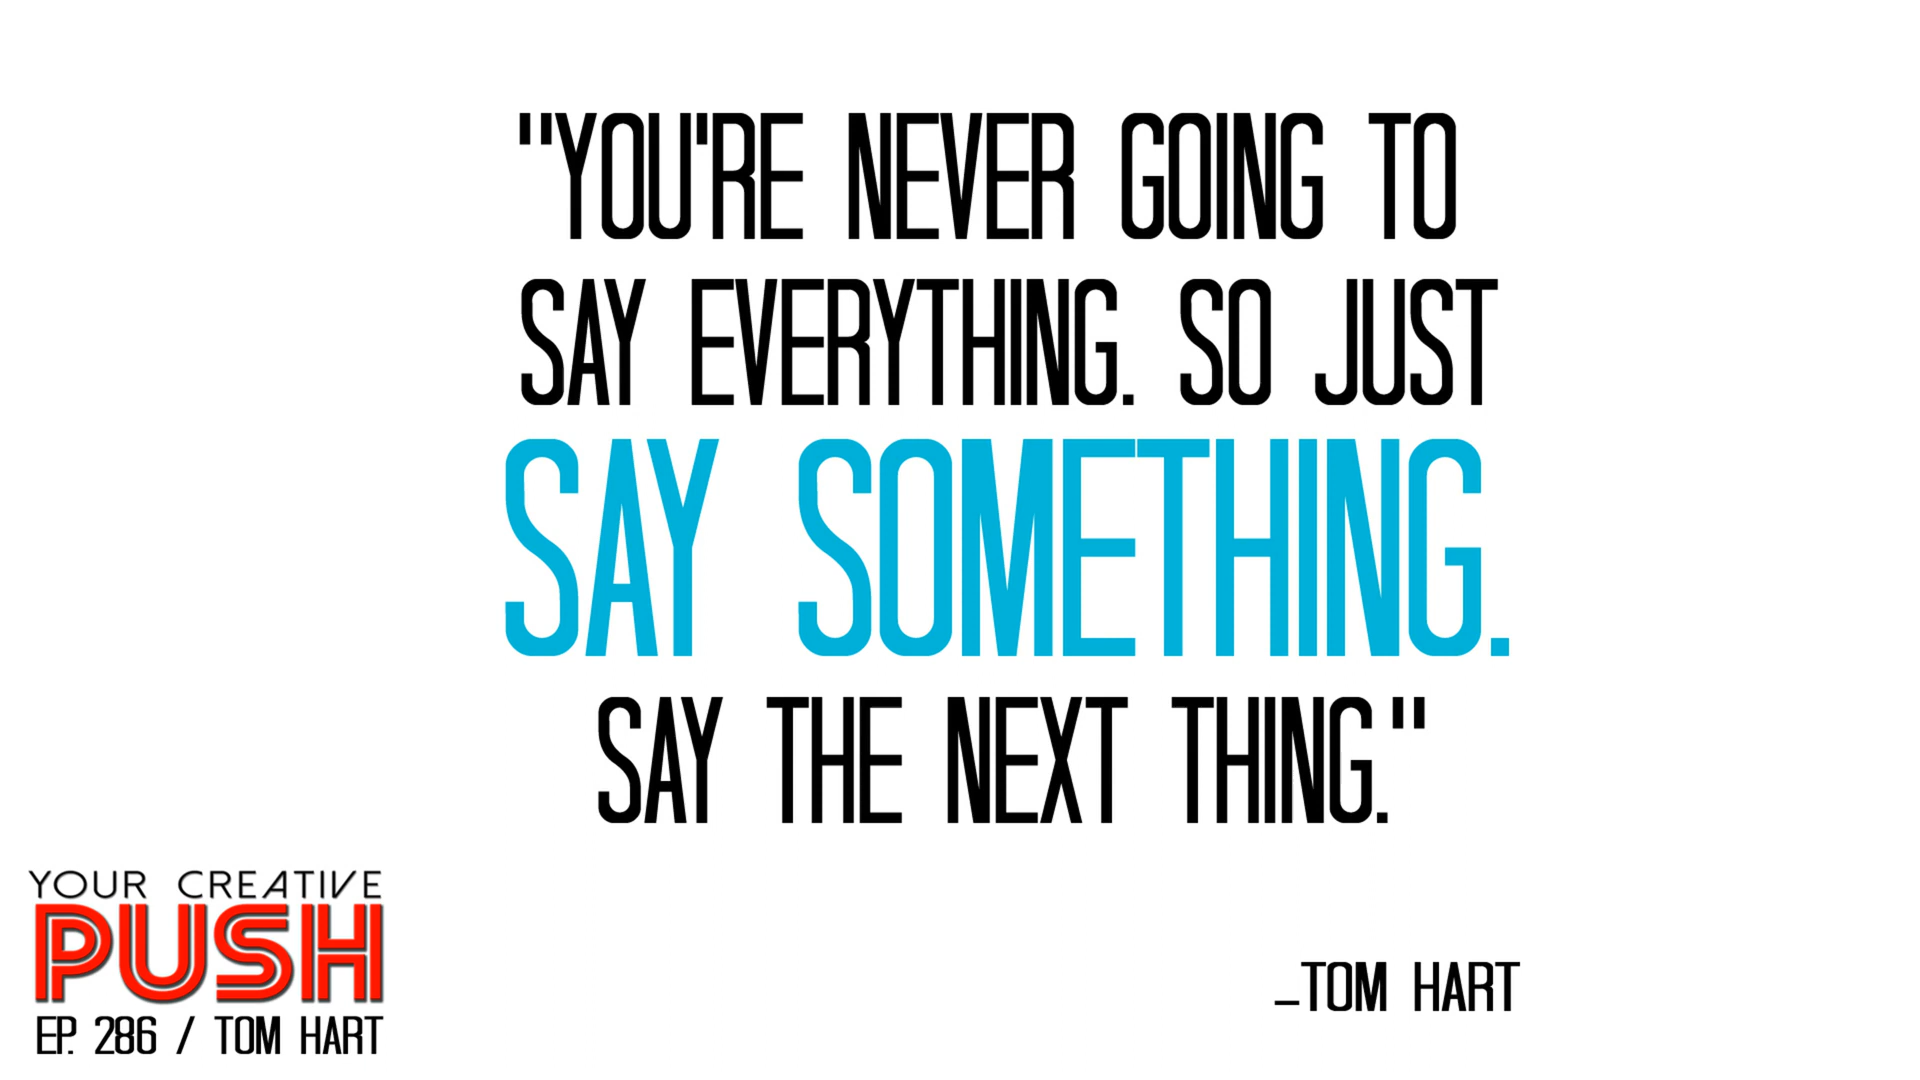 "YOU'RE NEVER GOING TO
SAY EVERYTHING. SO JUST
SAY SOMETHING.
SAY THE NEXT THING."
–TOM HART
YOUR CREATIVE
PUSH
EP. 286 / TOM HART